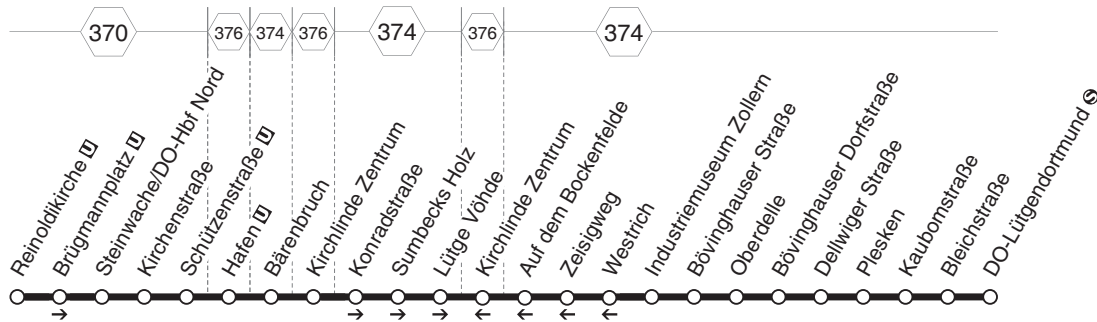 370
376
374
376
374
376
374
Reinoldikirche U
Brügmannplatz U
Steinwache/DO-Hbf Nord
Kirchenstraße
Schützenstraße U
Hafen U
Bärenbruch
Kirchlinde Zentrum
Konradstraße
Sumbecks Holz
Lütge Vöhde
Kirchlinde Zentrum
Auf dem Bockenfelde
Zeisigweg
Westrich
Industriemuseum Zollern
Bövinghauser Straße
Oberdelle
Bövinghauser Dorfstraße
Dellwiger Straße
Plesken
Kaubomstraße
Bleichstraße
DO-Lütgendortmund S